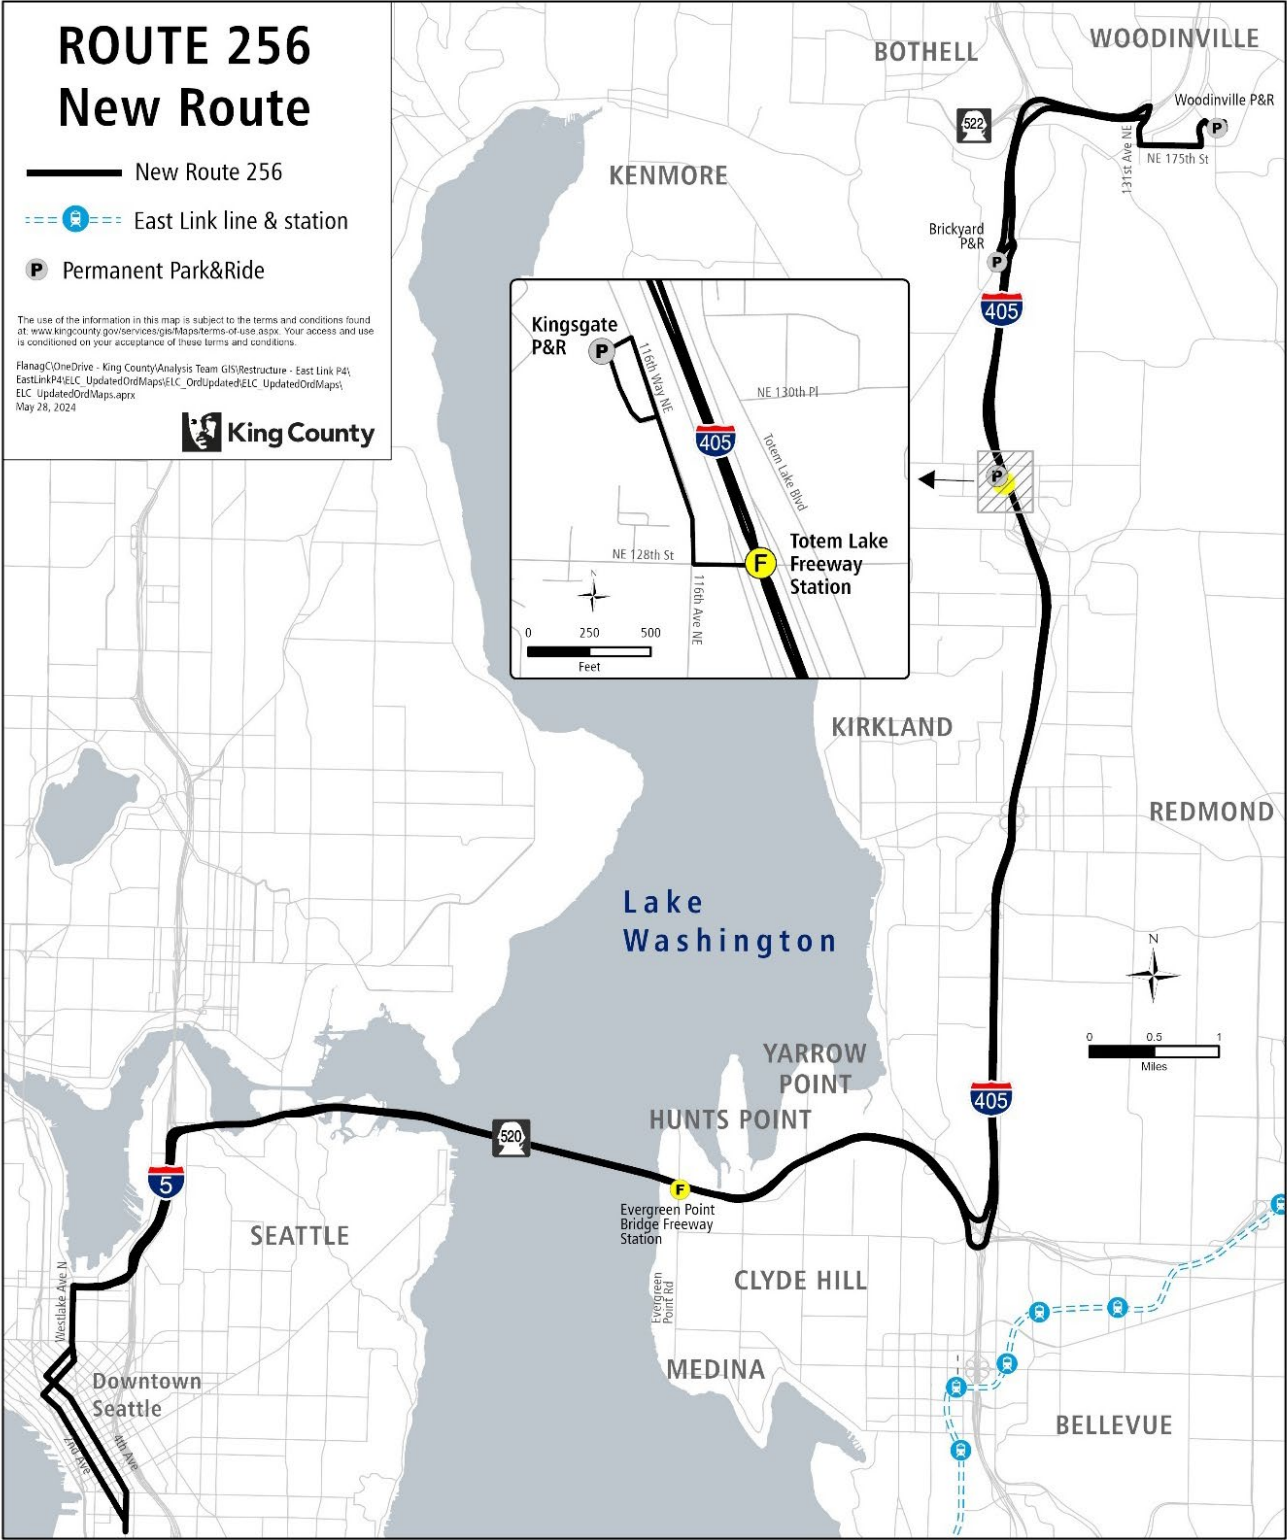 ROUTE 256
New Route
New Route 256
East Link line & station
P
Permanent Park&Ride
The use of the information in this map is subject to the terms and conditions found
at: www.kingcounty.gov/services/gis/Maps/terms-of-use.aspx. Your access and use
is conditioned on your acceptance of these terms and conditions.
FlanagC\OneDrive - King County\Analysis Team GIS\Restructure - East Link P4\
EastLinkP4\ELC_UpdatedOrdMaps\ELC_OrdUpdated\ELC_UpdatedOrdMaps\
ELC_UpdatedOrdMaps.aprx
May 28, 2024
King County
BOTHELL
WOODINVILLE
Woodinville P&R
P
522
131st Ave NE
NE 175th St
KENMORE
Brickyard
P&R
P
405
Kingsgate
P&R
P
116th Way NE
NE 130th Pl
405
Totem Lake Blvd
NE 128th St
F
Totem Lake
Freeway
Station
116th Ave NE
N
0 250 500
Feet
P
KIRKLAND
REDMOND
Lake
Washington
N
0 0.5 1
Miles
YARROW
POINT
HUNTS POINT
405
520
5
F
Evergreen Point
Bridge Freeway
Station
SEATTLE
Evergreen
Point Rd
CLYDE HILL
Westlake Ave N
MEDINA
Downtown
Seattle
2nd Ave
4th Ave
BELLEVUE